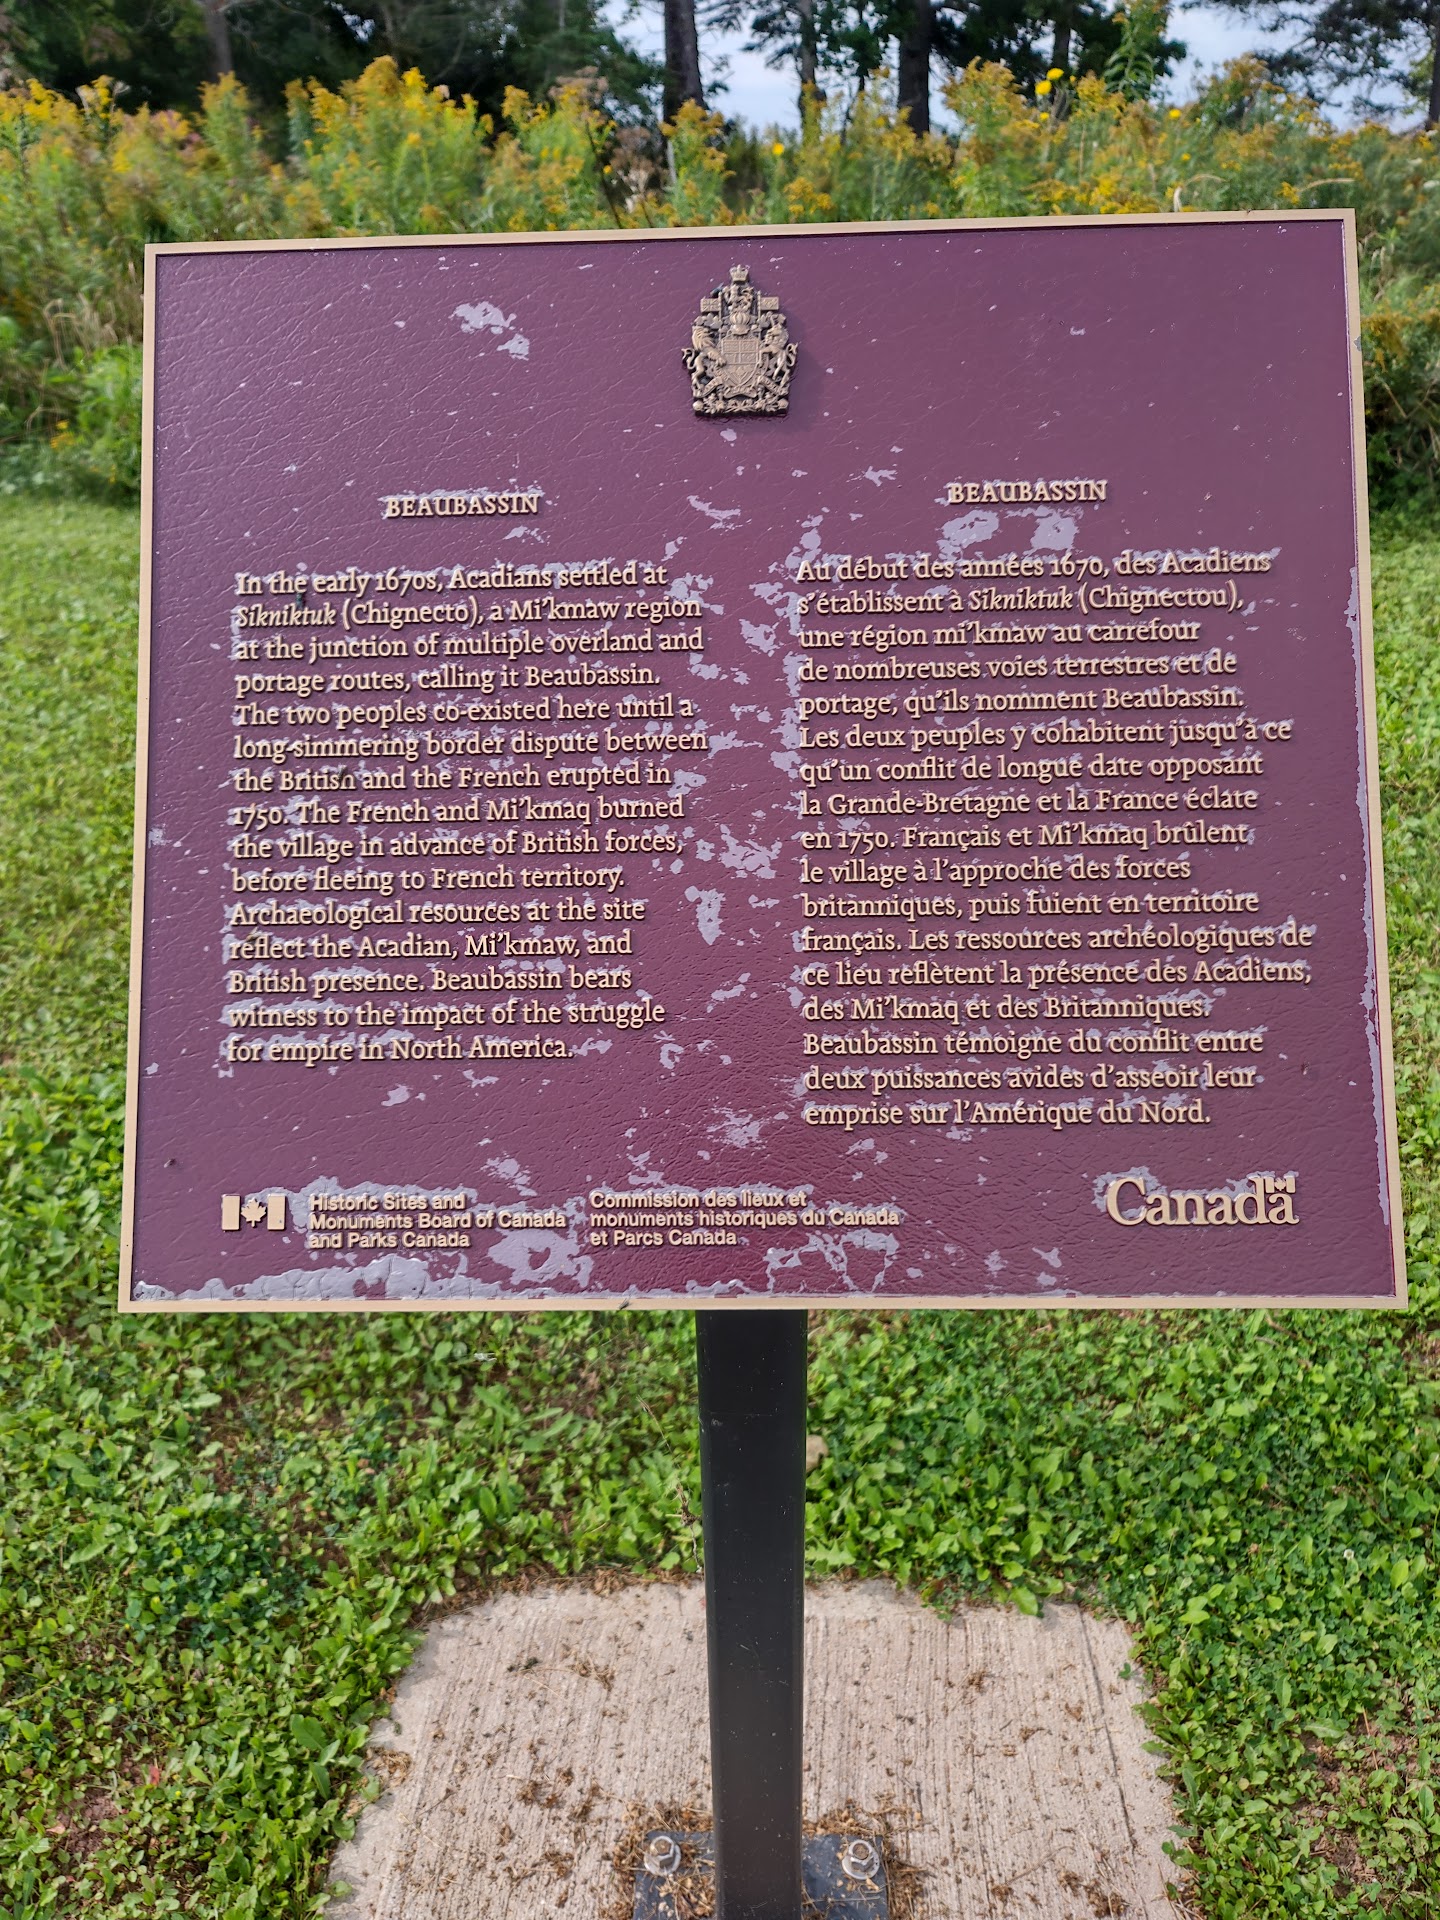 BEAUBASSIN
In the early 1670s, Acadians settled at
Sikniktuk (Chignecto), a Mi'kmaw region
at the junction of multiple overland and
portage routes, calling it Beaubassin.
The two peoples co-existed here until a
long-simmering border dispute between
the British and the French erupted in
1750. The French and Mi'kmaq burned
the village in advance of British forces,
before fleeing to French territory.
Archaeological resources at the site
reflect the Acadian, Mi'kmaw, and
British presence. Beaubassin bears
witness to the impact of the struggle
for empire in North America.
BEAUBASSIN
Au début des années 1670, des Acadiens
s'établissent à Sikniktuk (Chignectou),
une région mi'kmaw au carrefour
de nombreuses voies terrestres et de
portage, qu'ils nomment Beaubassin.
Les deux peuples y cohabitent jusqu'à ce
qu'un conflit de longue date opposant
la Grande-Bretagne et la France éclate
en 1750. Français et Mi'kmaq brûlent
le village à l'approche des forces
britanniques, puis fuient en territoire
français. Les ressources archéologiques de
ce lieu reflètent la présence des Acadiens,
des Mi'kmaq et des Britanniques.
Beaubassin témoigne du conflit entre
deux puissances avides d'asseoir leur
emprise sur l'Amérique du Nord.
Historic Sites and
Monuments Board of Canada
and Parks Canada
Commission des lieux et
monuments historiques du Canada
et Parcs Canada
Canada